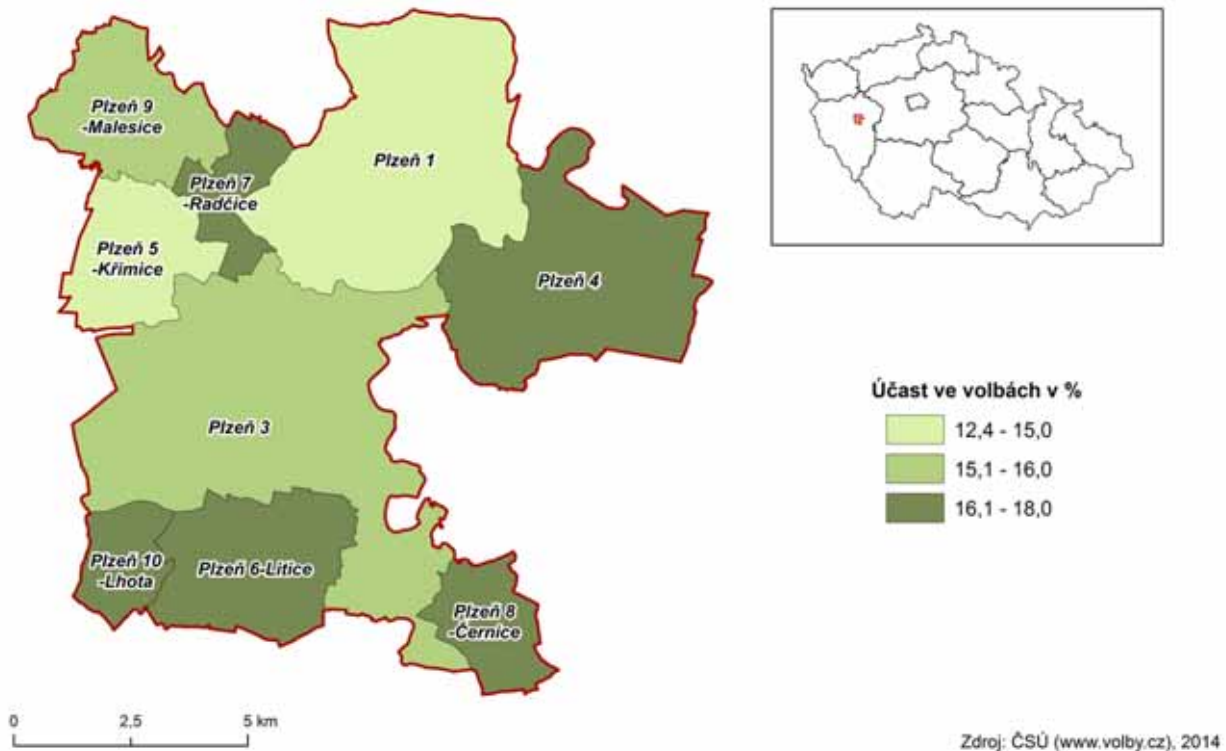 Plzeň 9
-Malesice
Plzeň 1
Plzeň 7
-Radčice
Plzeň 5
-Křimice
Plzeň 4
Plzeň 3
Plzeň 10
-Lhota
Plzeň 6-Litice
Plzeň 8
-Černice
Účast ve volbách v %
12,4 - 15,0
15,1 - 16,0
16,1 - 18,0
0 2,5 5 km
Zdroj: ČSÚ (www.volby.cz), 2014